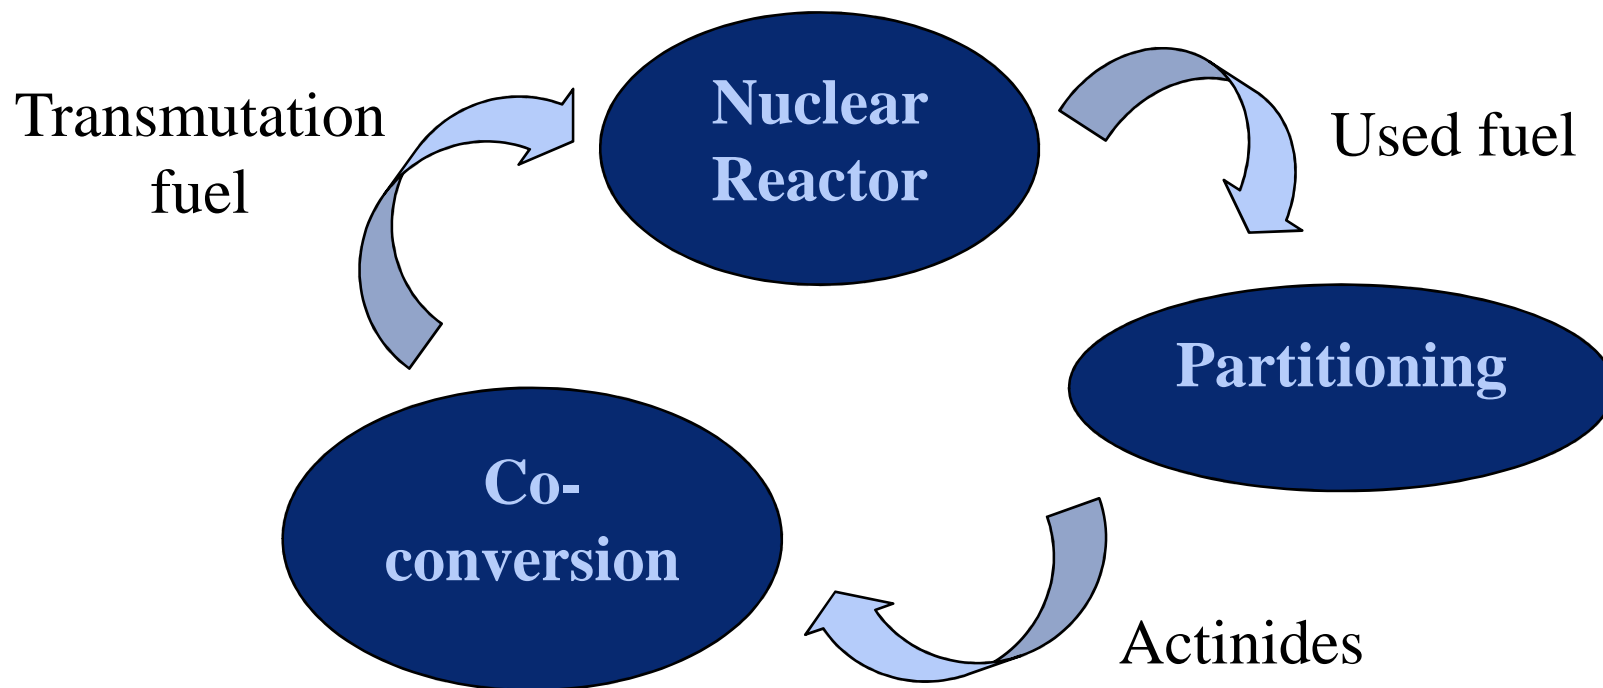 Transmutation
fuel
Nuclear
Reactor
Used fuel
Partitioning
Co-
conversion
Actinides